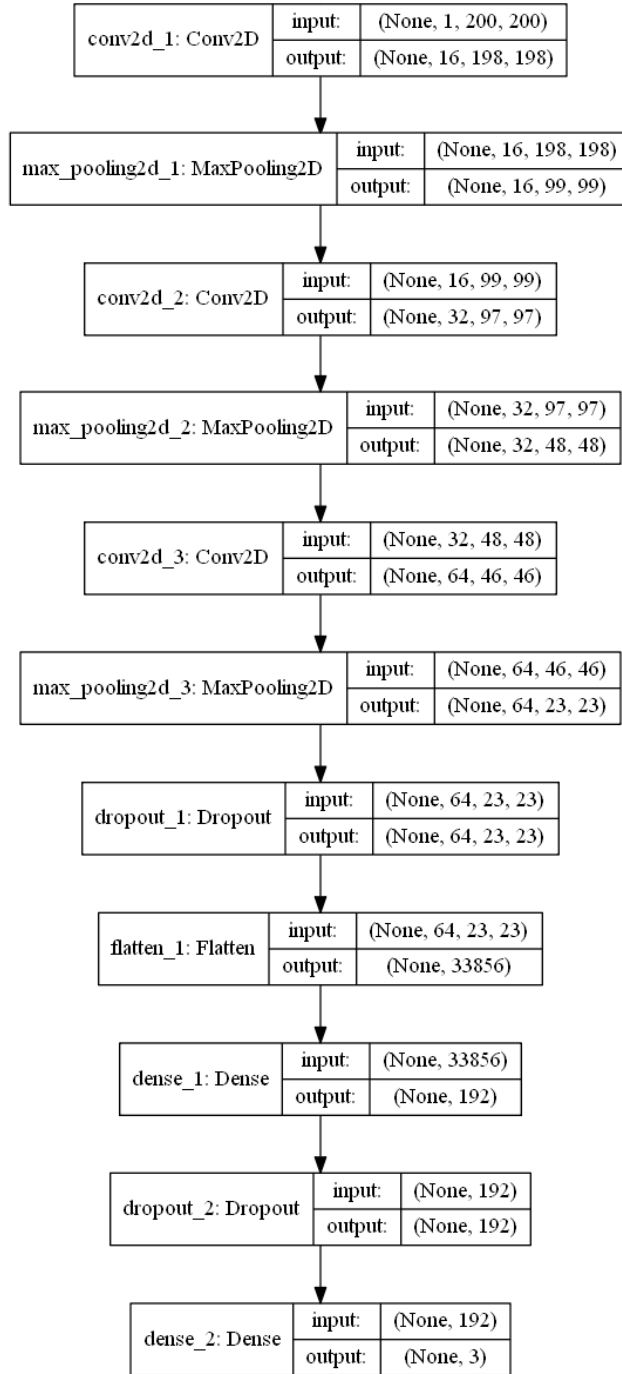 conv2d_1: Conv2D
input: (None, 1, 200, 200)
output: (None, 16, 198, 198)
max_pooling2d_1: MaxPooling2D
input: (None, 16, 198, 198)
output: (None, 16, 99, 99)
conv2d_2: Conv2D
input: (None, 16, 99, 99)
output: (None, 32, 97, 97)
max_pooling2d_2: MaxPooling2D
input: (None, 32, 97, 97)
output: (None, 32, 48, 48)
conv2d_3: Conv2D
input: (None, 32, 48, 48)
output: (None, 64, 46, 46)
max_pooling2d_3: MaxPooling2D
input: (None, 64, 46, 46)
output: (None, 64, 23, 23)
dropout_1: Dropout
input: (None, 64, 23, 23)
output: (None, 64, 23, 23)
flatten_1: Flatten
input: (None, 64, 23, 23)
output: (None, 33856)
dense_1: Dense
input: (None, 33856)
output: (None, 192)
dropout_2: Dropout
input: (None, 192)
output: (None, 192)
dense_2: Dense
input: (None, 192)
output: (None, 3)